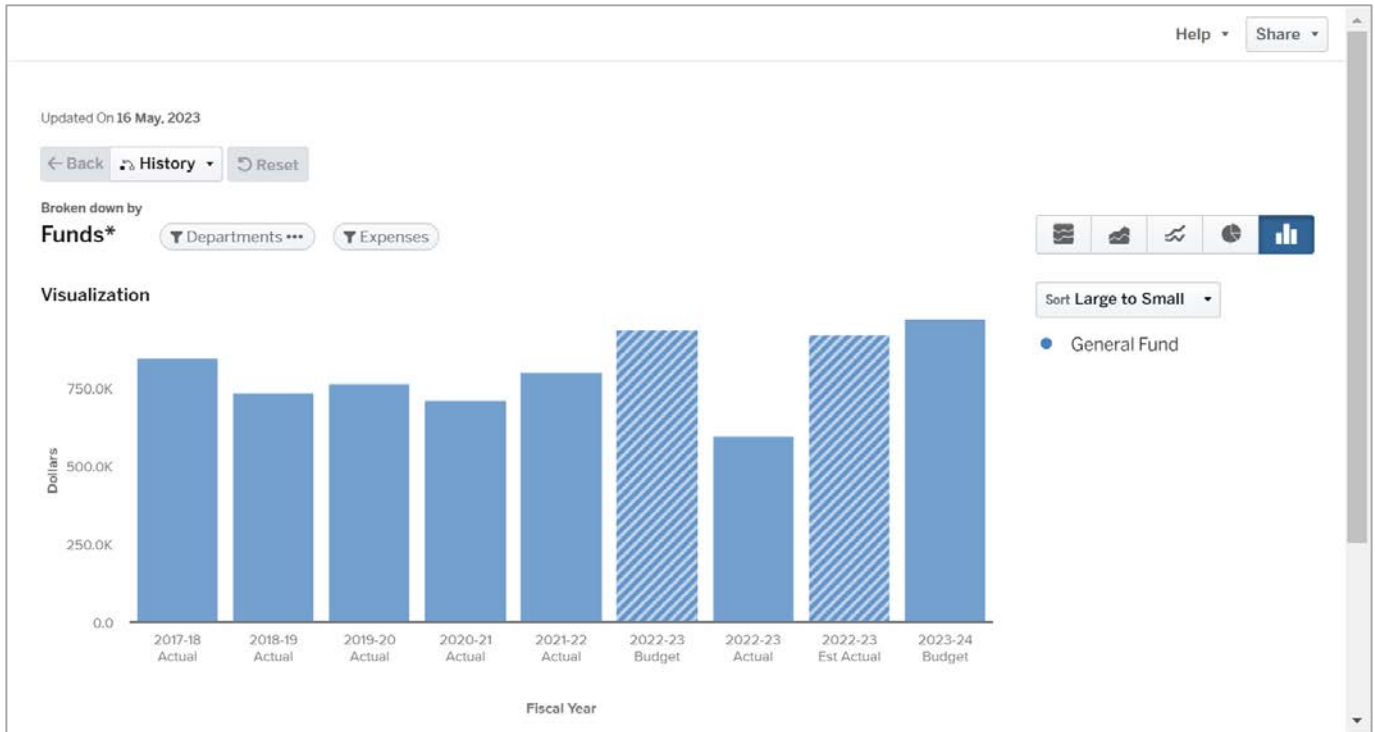 Help Share
Updated On 16 May, 2023
Back History Reset
Broken down by
Funds* Departments ••• Expenses
Visualization
Sort Large to Small
General Fund
750.0K
500.0K
250.0K
0.0
Dollars
2017-18 2018-19 2019-20 2020-21 2021-22 2022-23 2022-23 2022-23 2023-24
Actual Actual Actual Actual Actual Budget Actual Est Actual Budget
Fiscal Year